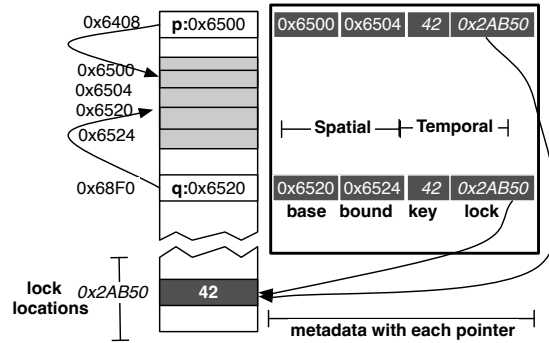 0x6408 p:0x6500 0x6500 0x6504 42 0x2AB50
0x6500
0x6504
0x6520
0x6524
Spatial Temporal
0x68F0 q:0x6520 0x6520 0x6524 42 0x2AB50
base bound key lock
lock
locations
0x2AB50 42
metadata with each pointer